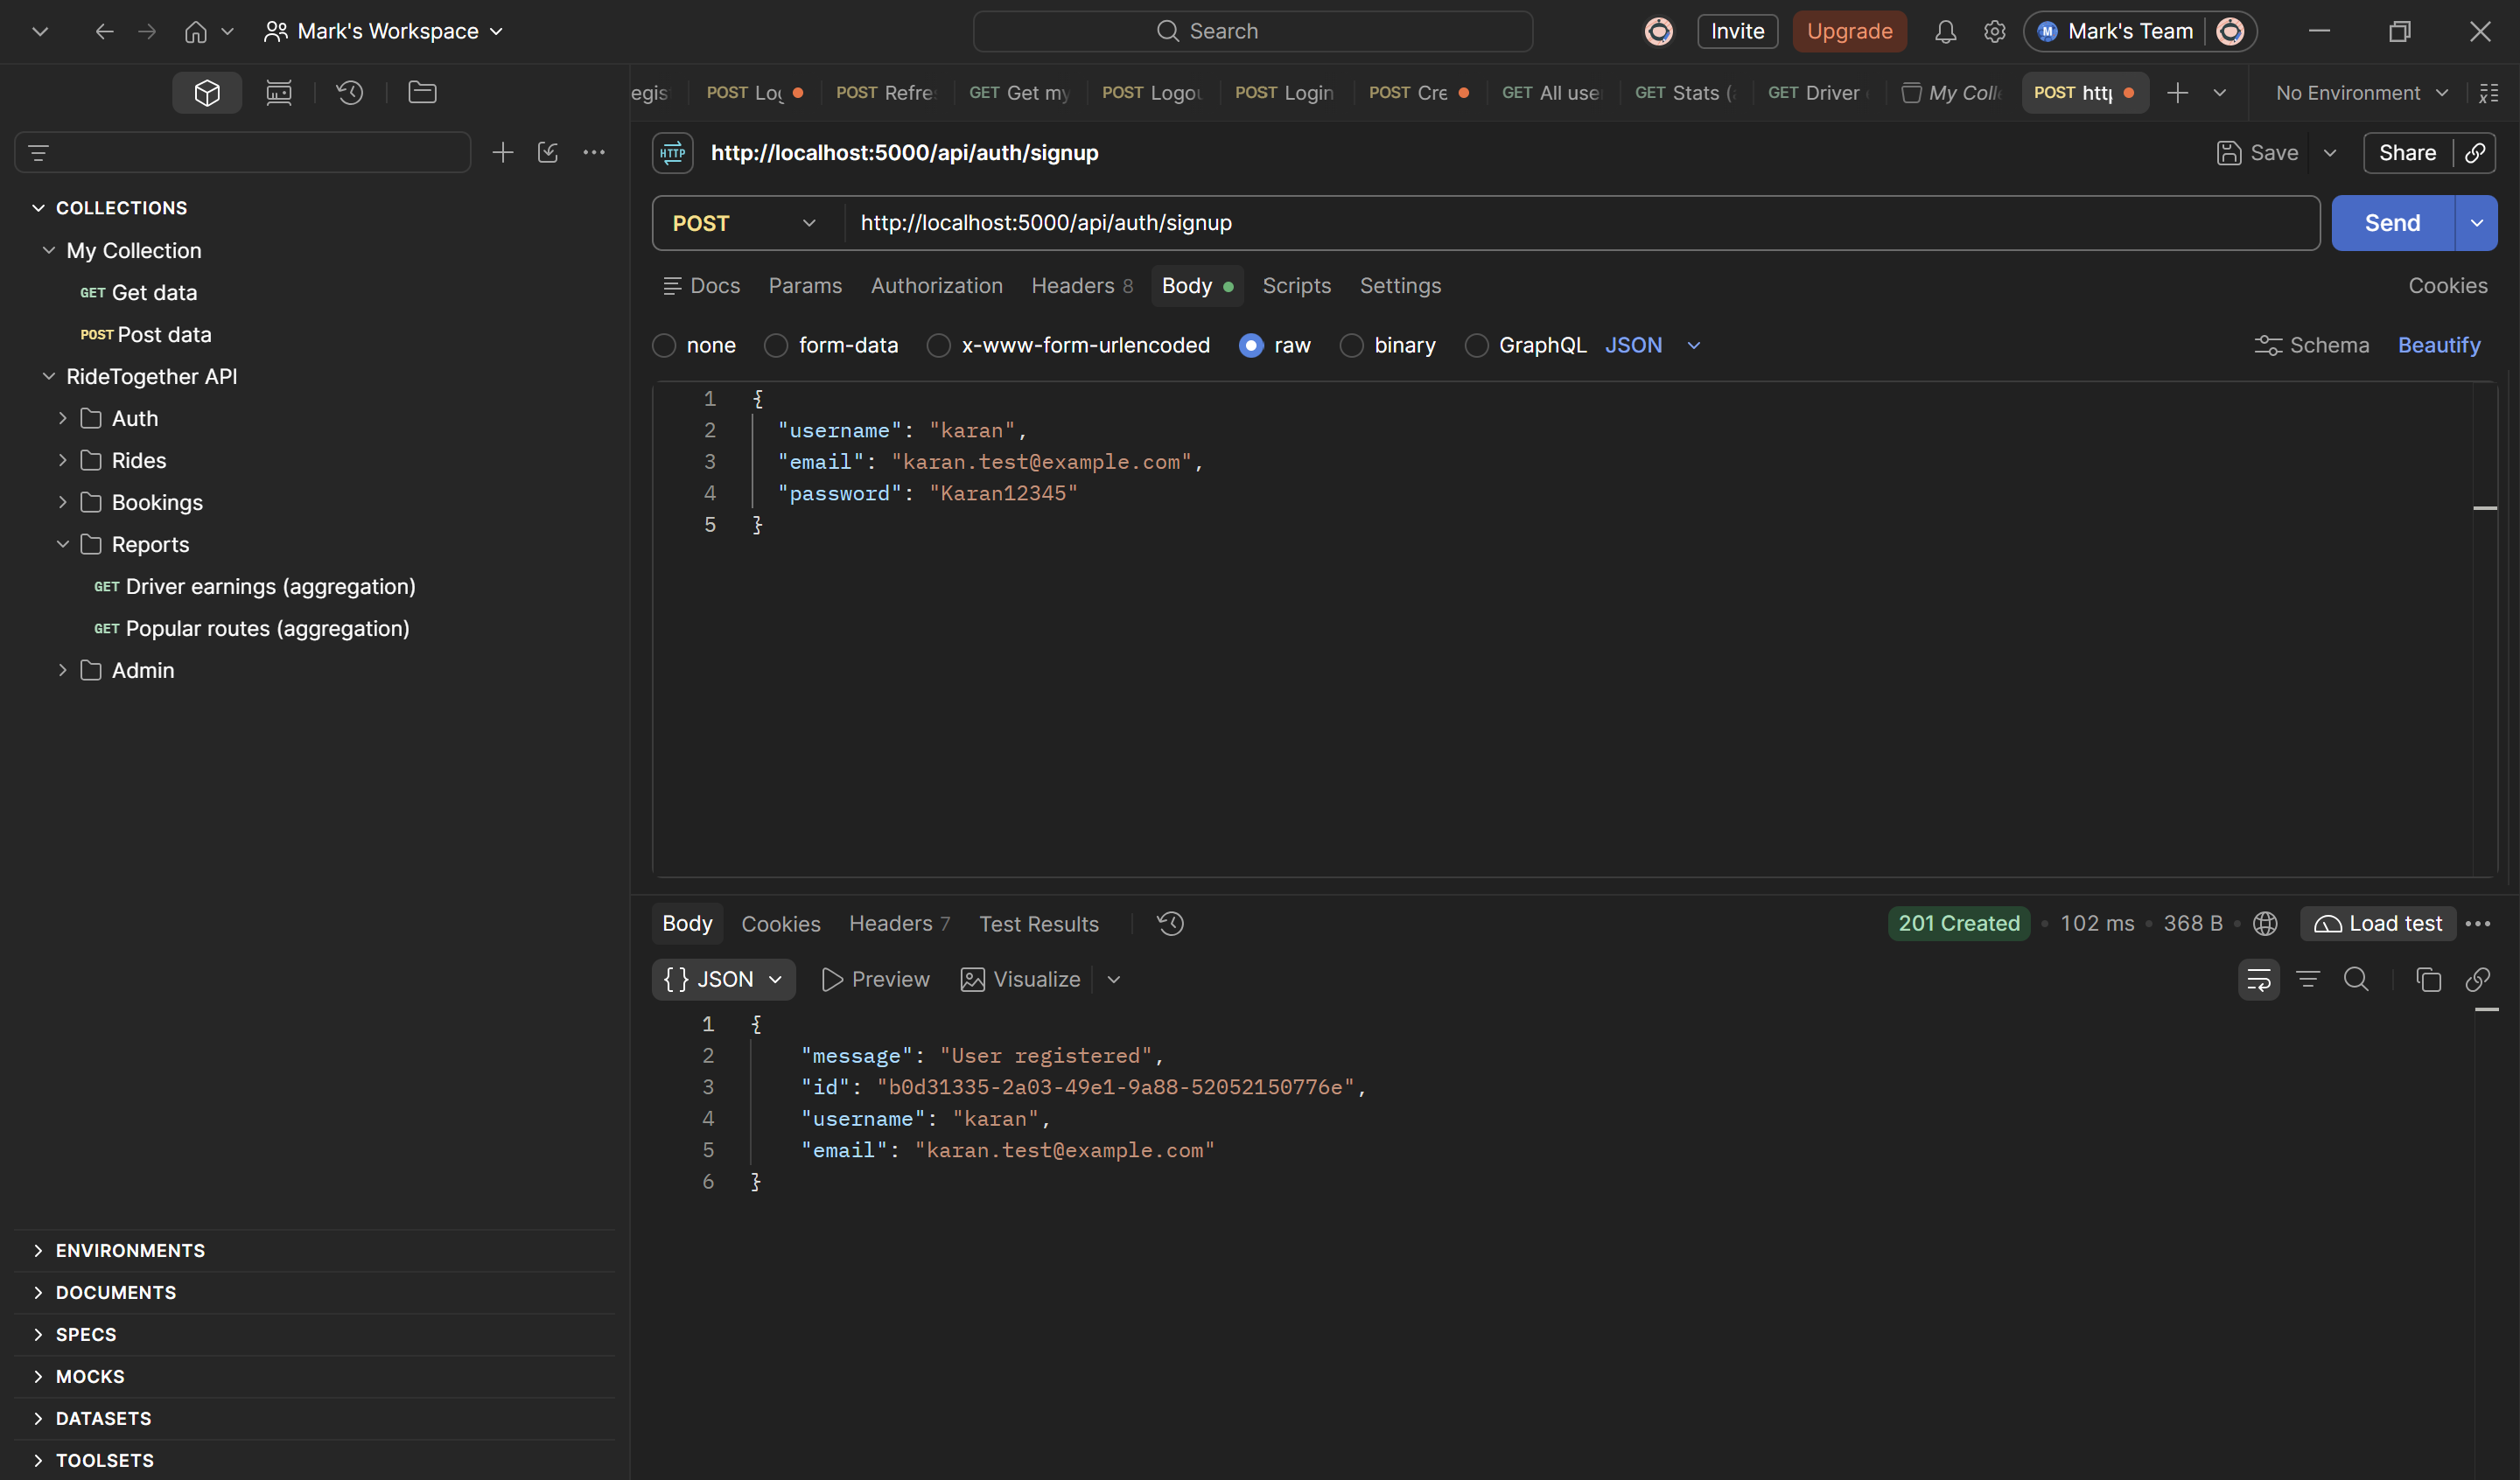 Mark's Workspace
Search
Invite
Upgrade
M Mark's Team
POST
POST Refre
GET Get my
POST Logou
POST Login
POST Cre
GET All use
GET Stats (
GET Driver
My Coll
POST http
No Environment
HTTP http://localhost:5000/api/auth/signup
Save
Share
COLLECTIONS
My Collection
GET Get data
POST Post data
RideTogether API
Auth
Rides
Bookings
Reports
GET Driver earnings (aggregation)
GET Popular routes (aggregation)
Admin
ENVIRONMENTS
DOCUMENTS
SPECS
MOCKS
DATASETS
TOOLSETS
POST http://localhost:5000/api/auth/signup
Send
Docs Params Authorization Headers 8 Body Scripts Settings Cookies
none form-data x-www-form-urlencoded raw binary GraphQL JSON Schema Beautify
1 {
2 "username": "karan",
3 "email": "karan.test@example.com",
4 "password": "Karan12345"
5 }
Body Cookies Headers 7 Test Results 201 Created 102 ms 368 B Load test
{} JSON Preview Visualize
1 {
2 "message": "User registered",
3 "id": "b0d31335-2a03-49e1-9a88-52052150776e",
4 "username": "karan",
5 "email": "karan.test@example.com"
6 }